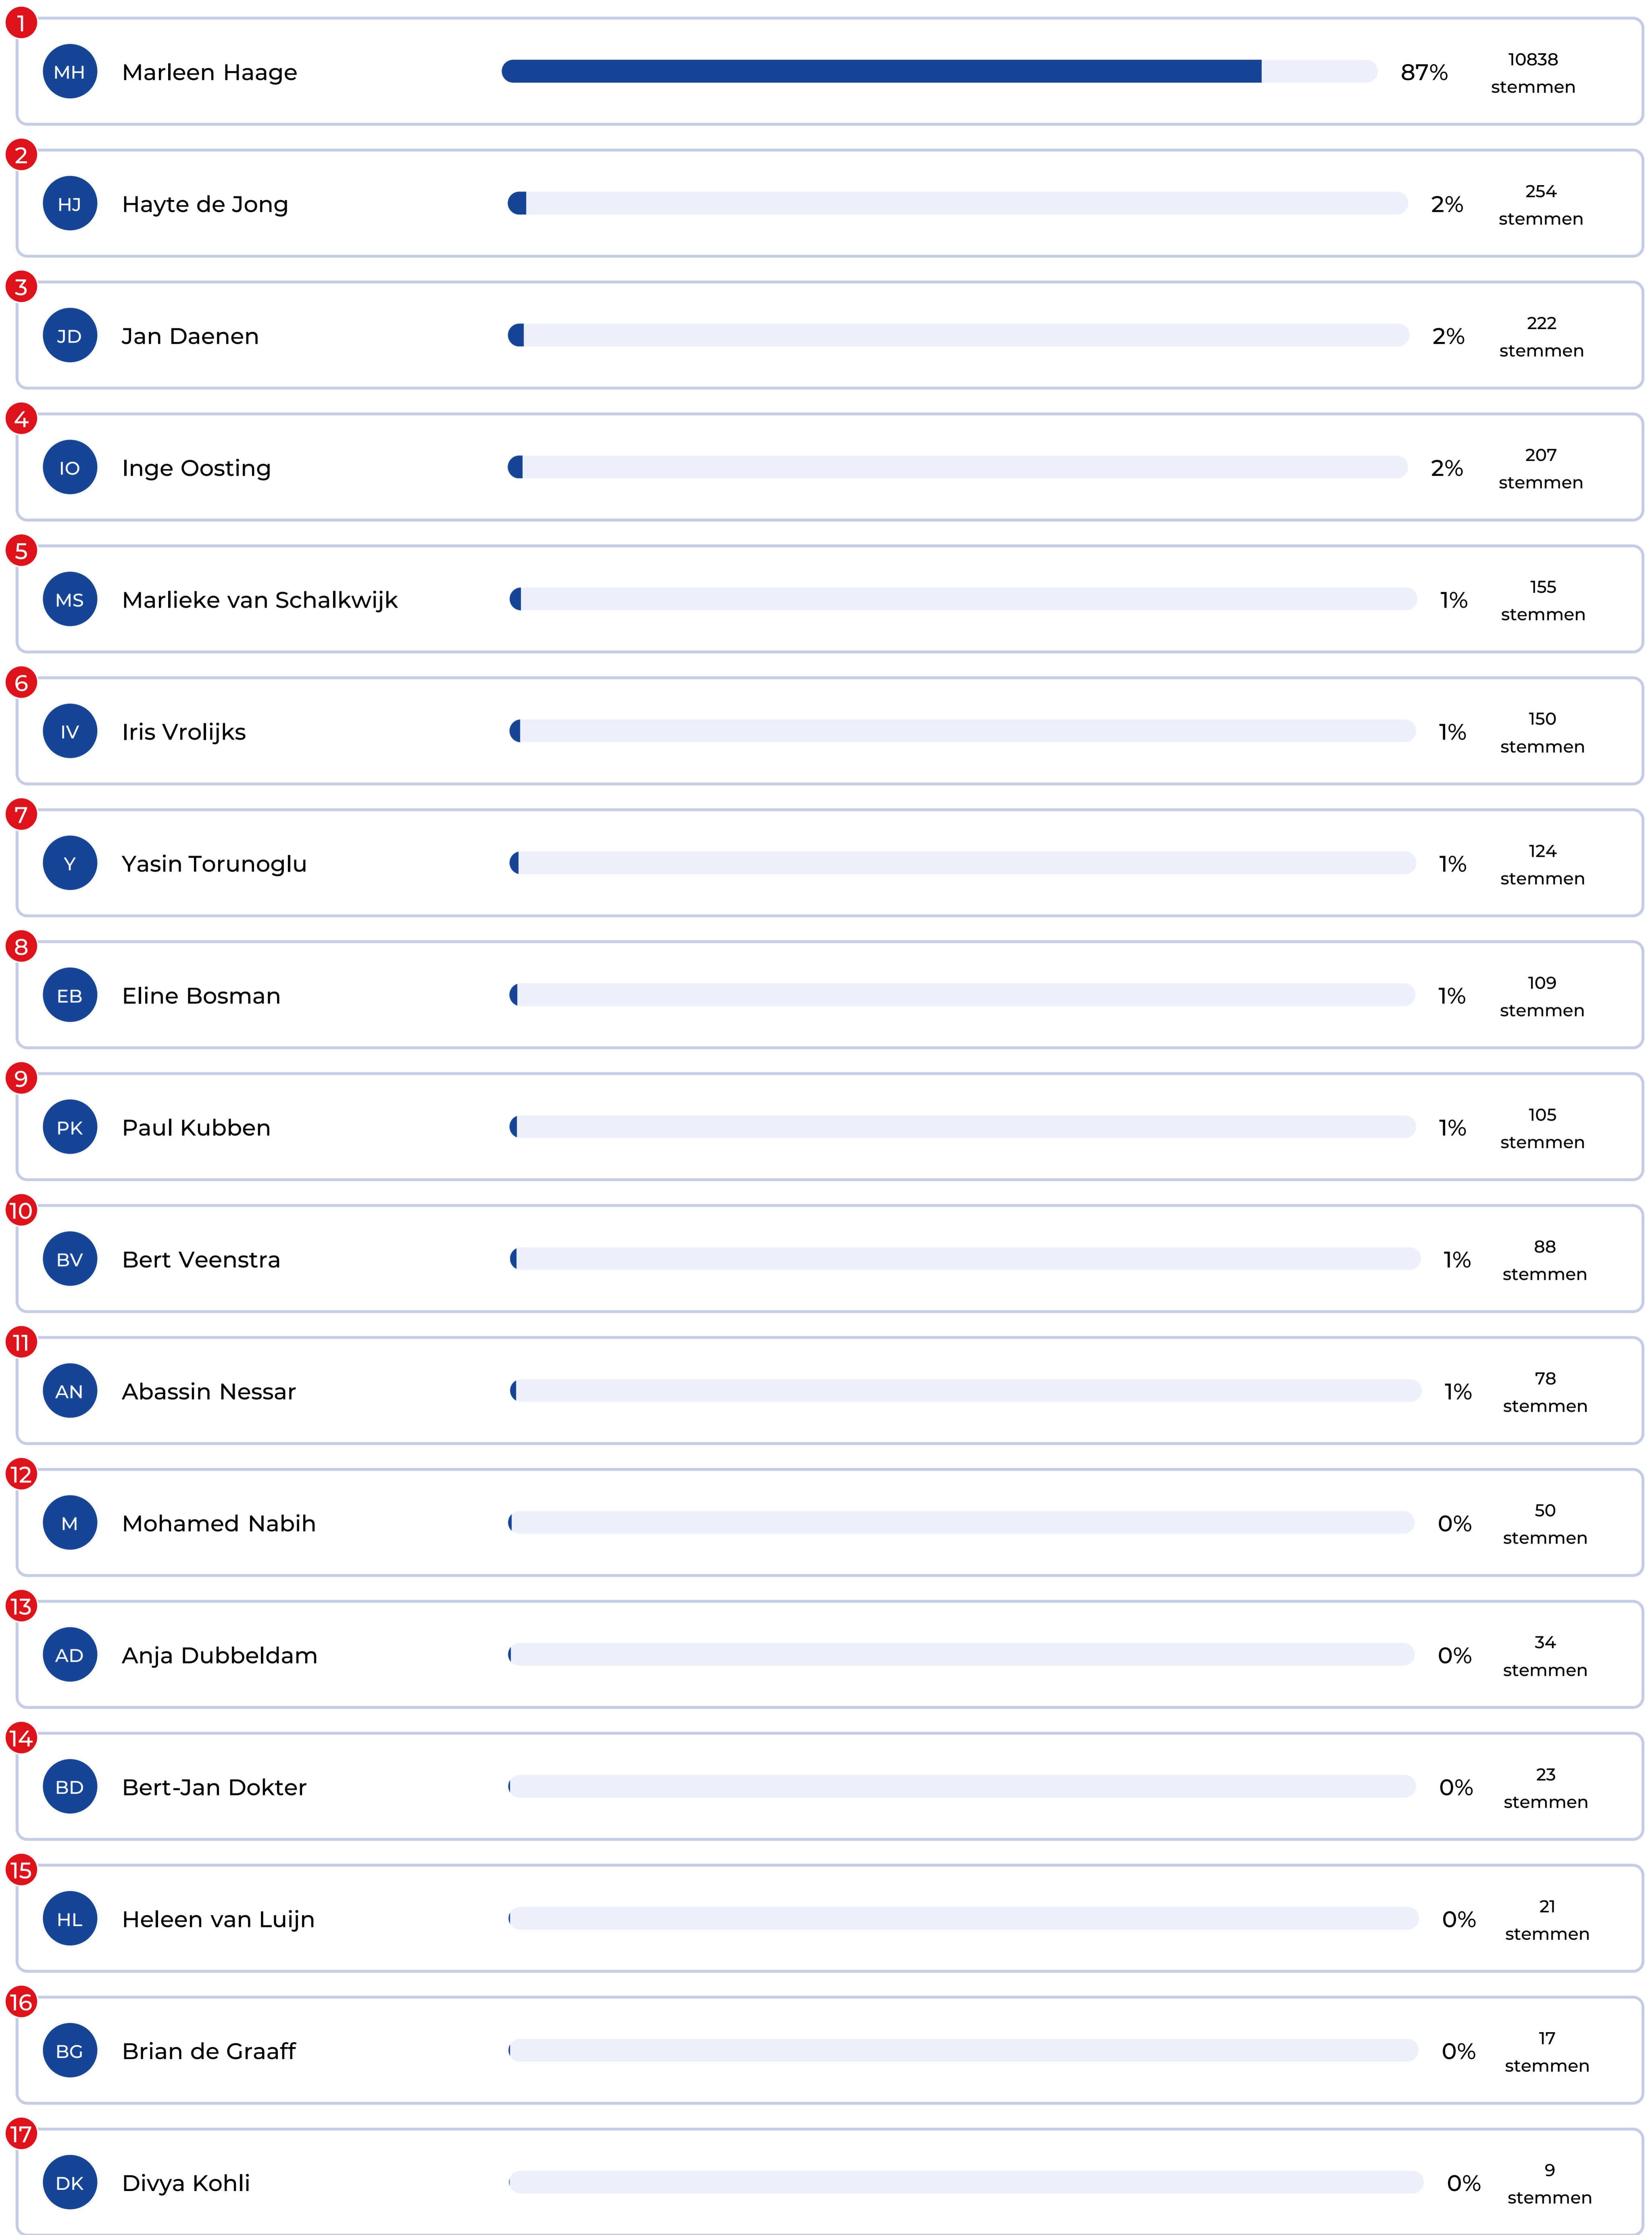 1
MH Marleen Haage 87% 10838 stemmen
2
HJ Hayte de Jong 2% 254 stemmen
3
JD Jan Daenen 2% 222 stemmen
4
IO Inge Oosting 2% 207 stemmen
5
MS Marlieke van Schalkwijk 1% 155 stemmen
6
IV Iris Vrolijks 1% 150 stemmen
7
Y Yasin Torunoglu 1% 124 stemmen
8
EB Eline Bosman 1% 109 stemmen
9
PK Paul Kubben 1% 105 stemmen
10
BV Bert Veenstra 1% 88 stemmen
11
AN Abassin Nessar 1% 78 stemmen
12
M Mohamed Nabih 0% 50 stemmen
13
AD Anja Dubbeldam 0% 34 stemmen
14
BD Bert-Jan Dokter 0% 23 stemmen
15
HL Heleen van Luijn 0% 21 stemmen
16
BG Brian de Graaff 0% 17 stemmen
17
DK Divya Kohli 0% 9 stemmen